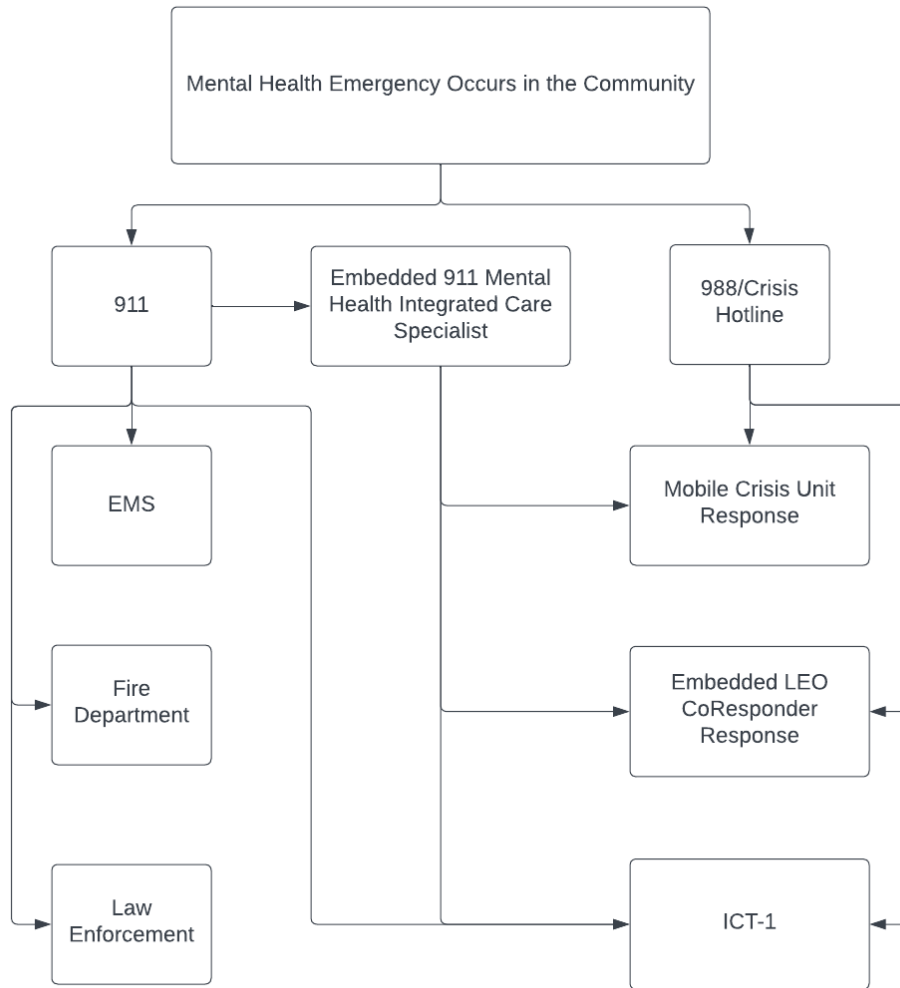 Mental Health Emergency Occurs in the Community
911
Embedded 911 Mental
Health Integrated Care
Specialist
988/Crisis
Hotline
EMS
Mobile Crisis Unit
Response
Fire
Department
Embedded LEO
CoResponder
Response
Law
Enforcement
ICT-1